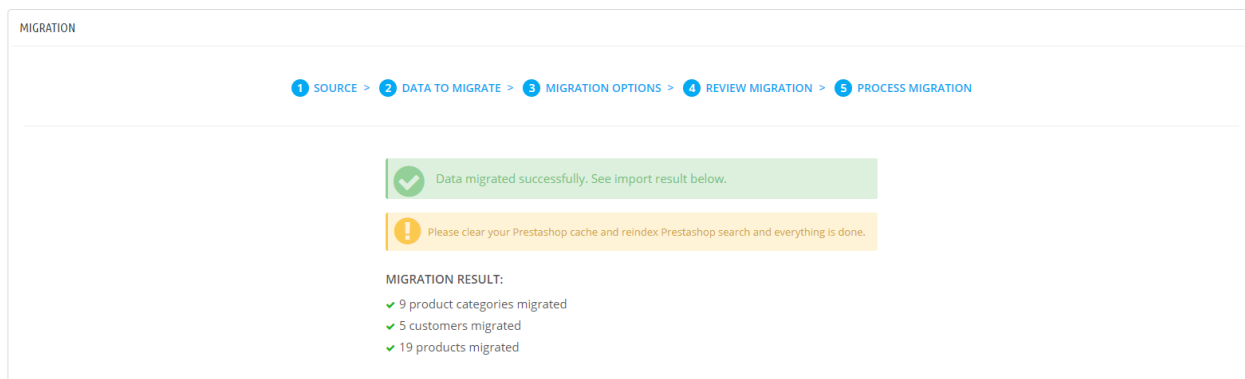 MIGRATION
1 SOURCE > 2 DATA TO MIGRATE > 3 MIGRATION OPTIONS > 4 REVIEW MIGRATION > 5 PROCESS MIGRATION
Data migrated successfully. See import result below.
Please clear your Prestashop cache and reindex Prestashop search and everything is done.
MIGRATION RESULT:
9 product categories migrated
5 customers migrated
19 products migrated